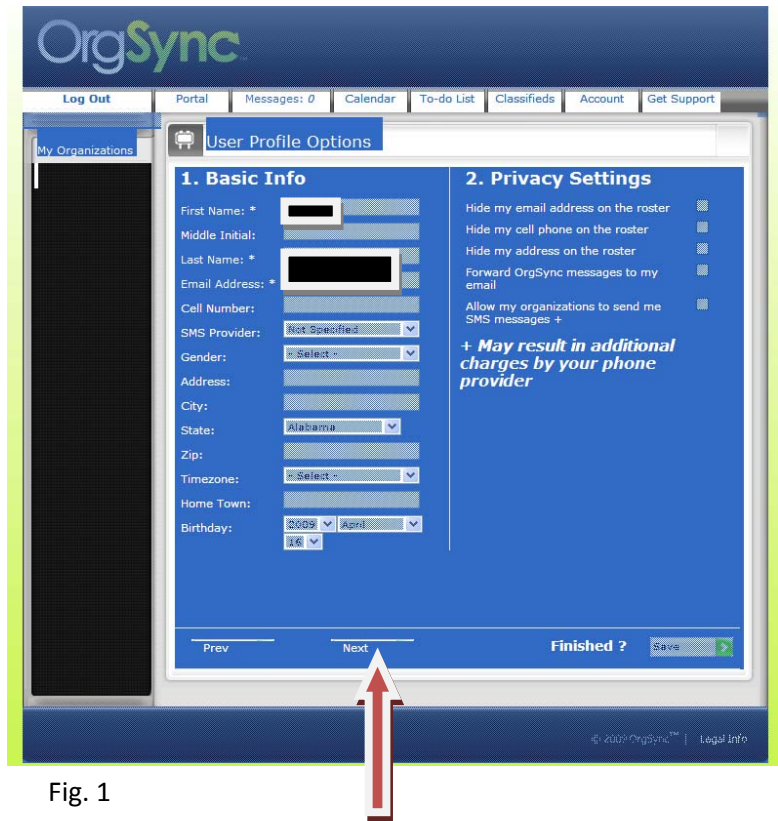 OrgSync
Log Out
Portal
Messages: 0
Calendar
To-do List
Classifieds
Account
Get Support
My Organizations
User Profile Options
1. Basic Info
First Name: *
Middle Initial:
Last Name: *
Email Address: *
Cell Number:
SMS Provider: Not Specified
Gender: - Select -
Address:
City:
State: Alabama
Zip:
Timezone: - Select -
Home Town:
Birthday: 2009 April
16
2. Privacy Settings
Hide my email address on the roster
Hide my cell phone on the roster
Hide my address on the roster
Forward OrgSync messages to my
email
Allow my organizations to send me
SMS messages +
+ May result in additional
charges by your phone
provider
Prev
Next
Finished ?
Save
© 2009 OrgSync™ | Legal Info
Fig. 1